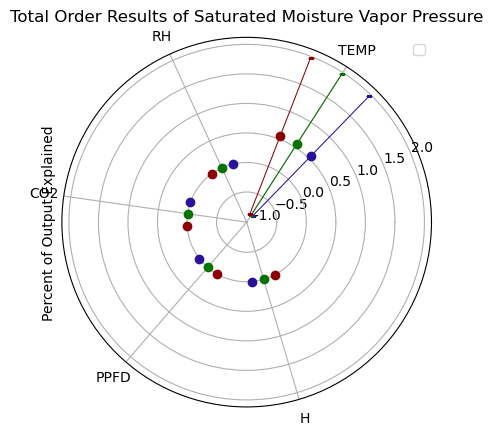 Total Order Results of Saturated Moisture Vapor Pressure
RH
TEMP
2.0
1.5
1.0
0.5
0.0
−0.5
−1.0
CO2
Percent of Output Explained
PPFD
H